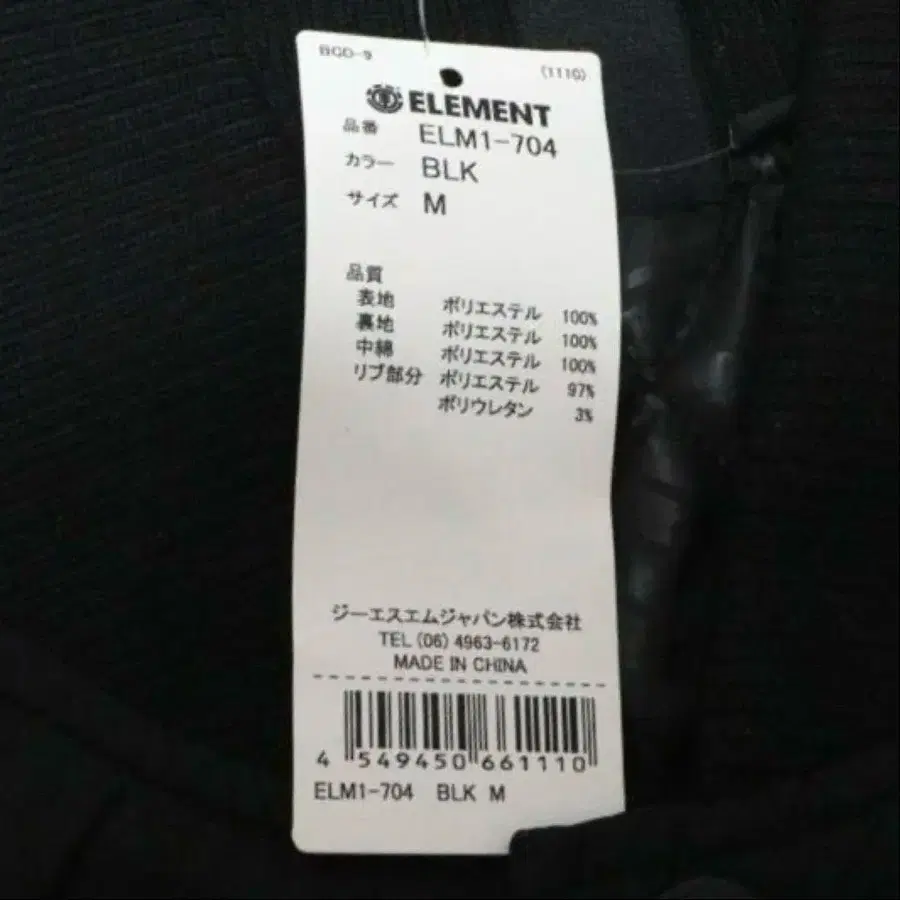 BCD-9 (1110)
ELEMENT
品番 ELM1-704
カラー BLK
サイズ M
品質
表地 ポリエステル 100%
裏地 ポリエステル 100%
中綿 ポリエステル 100%
リブ部分 ポリエステル 97%
ポリウレタン 3%
ジーエスエムジャパン株式会社
TEL (06) 4963-6172
MADE IN CHINA
4 549450 661110
ELM1-704 BLK M